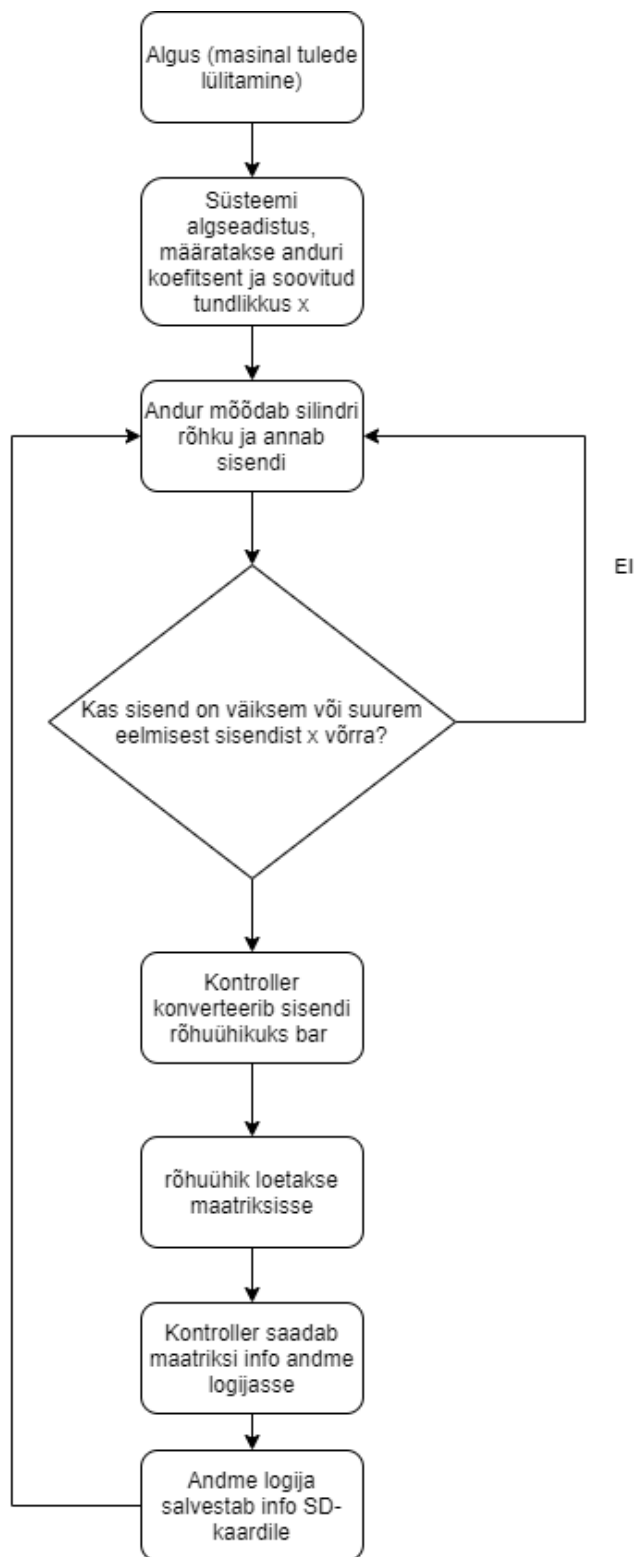 Algus (masinal tulede
lülitamine)
Süsteemi
algseadistus,
määratakse anduri
koefitsent ja soovitud
tundlikkus x
Andur mõõdab silindri
rõhku ja annab
sisendi
EI
Kas sisend on väiksem või suurem
eelmisest sisendist x võrra?
Kontroller
konverteerib sisendi
rõhuühikuks bar
rõhuühik loetakse
maatriksisse
Kontroller saadab
maatriksi info andme
logijasse
Andme logija
salvestab info SD-
kaardile